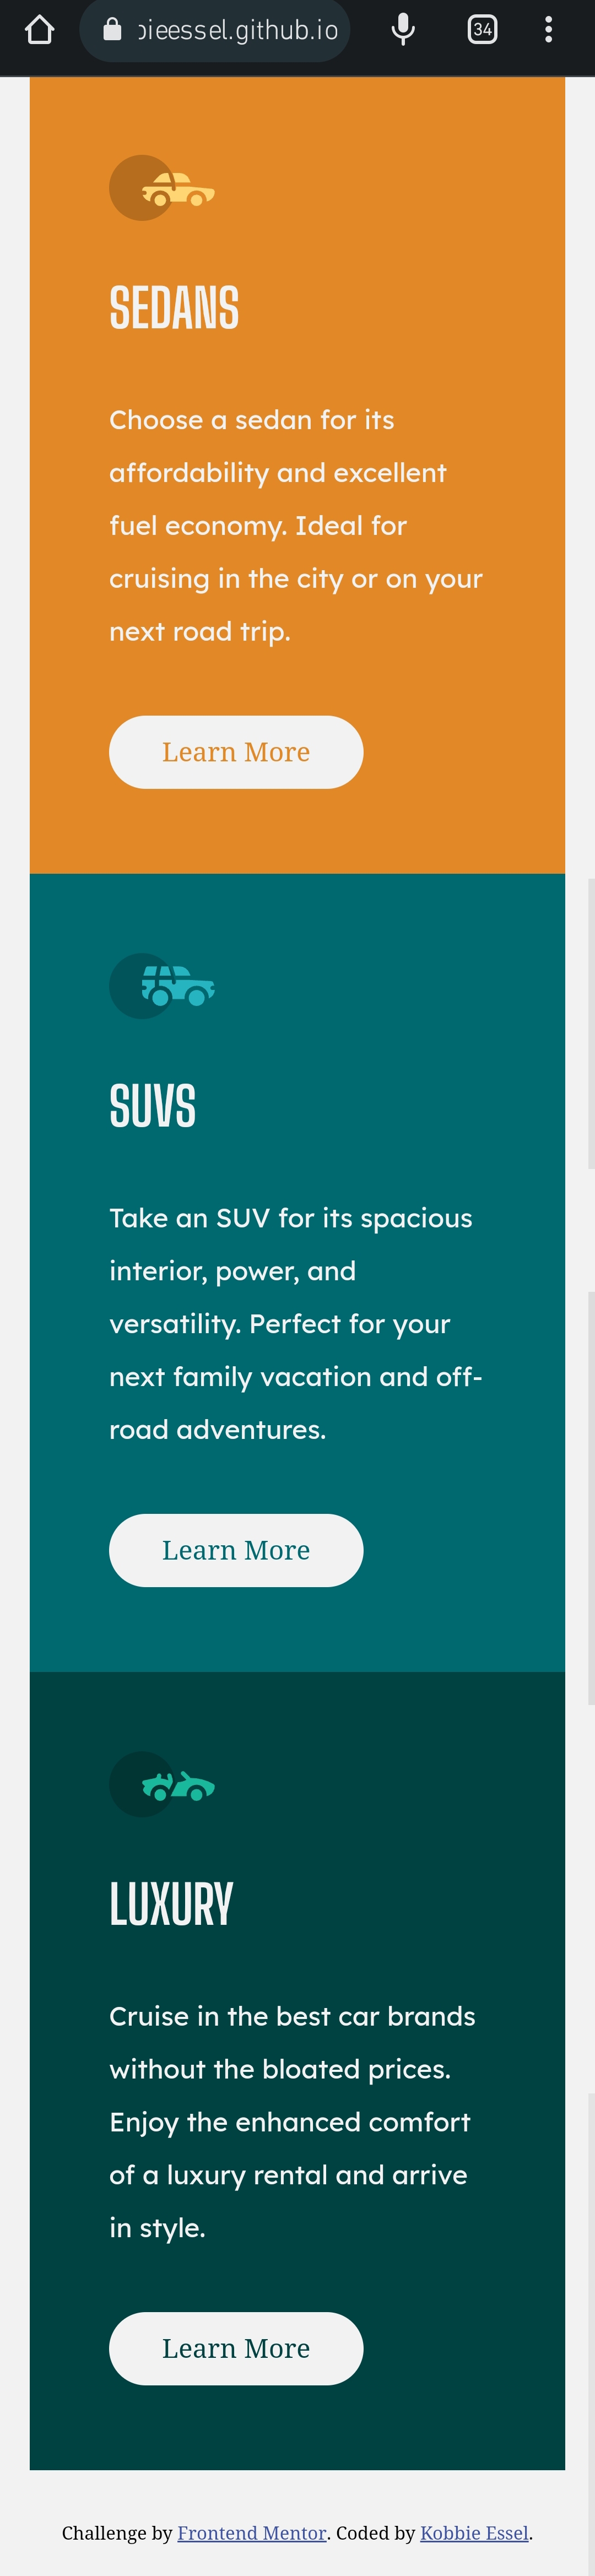 bieessel.github.io
34
SEDANS
Choose a sedan for its
affordability and excellent
fuel economy. Ideal for
cruising in the city or on your
next road trip.
Learn More
SUVS
Take an SUV for its spacious
interior, power, and
versatility. Perfect for your
next family vacation and off-
road adventures.
Learn More
LUXURY
Cruise in the best car brands
without the bloated prices.
Enjoy the enhanced comfort
of a luxury rental and arrive
in style.
Learn More
Challenge by Frontend Mentor. Coded by Kobbie Essel.